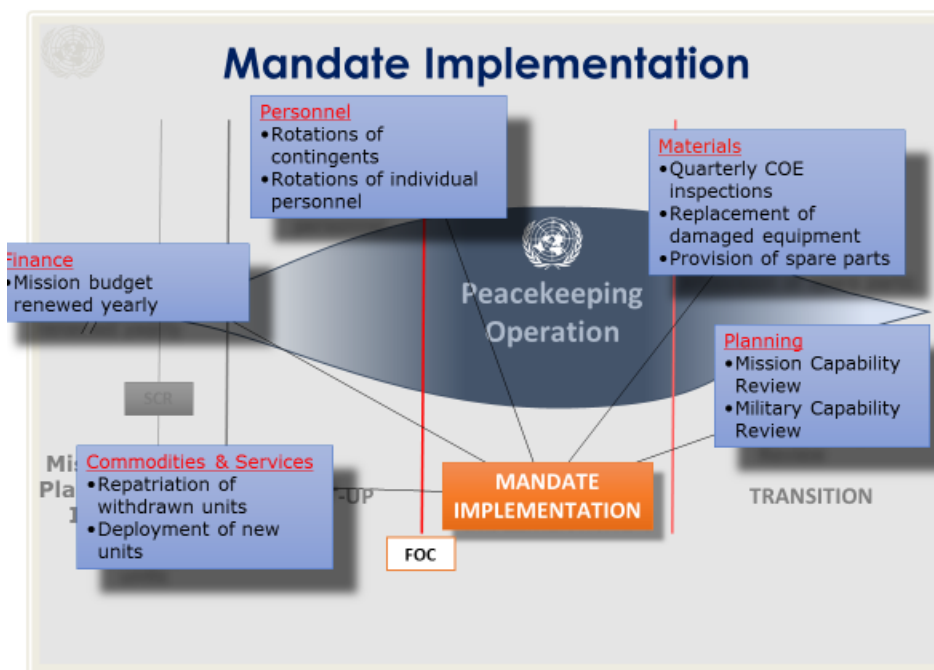 Mandate Implementation
Personnel
•Rotations of
contingents
•Rotations of individual
personnel
Materials
•Quarterly COE
inspections
•Replacement of
damaged equipment
•Provision of spare parts
Finance
•Mission budget
renewed yearly
Peacekeeping
Operation
Planning
• Mission Capability
Review
• Military Capability
Review
SCR
Commodities & Services
•Repatriation of
withdrawn units
•Deployment of new
units
-UP
MANDATE
IMPLEMENTATION
TRANSITION
FOC